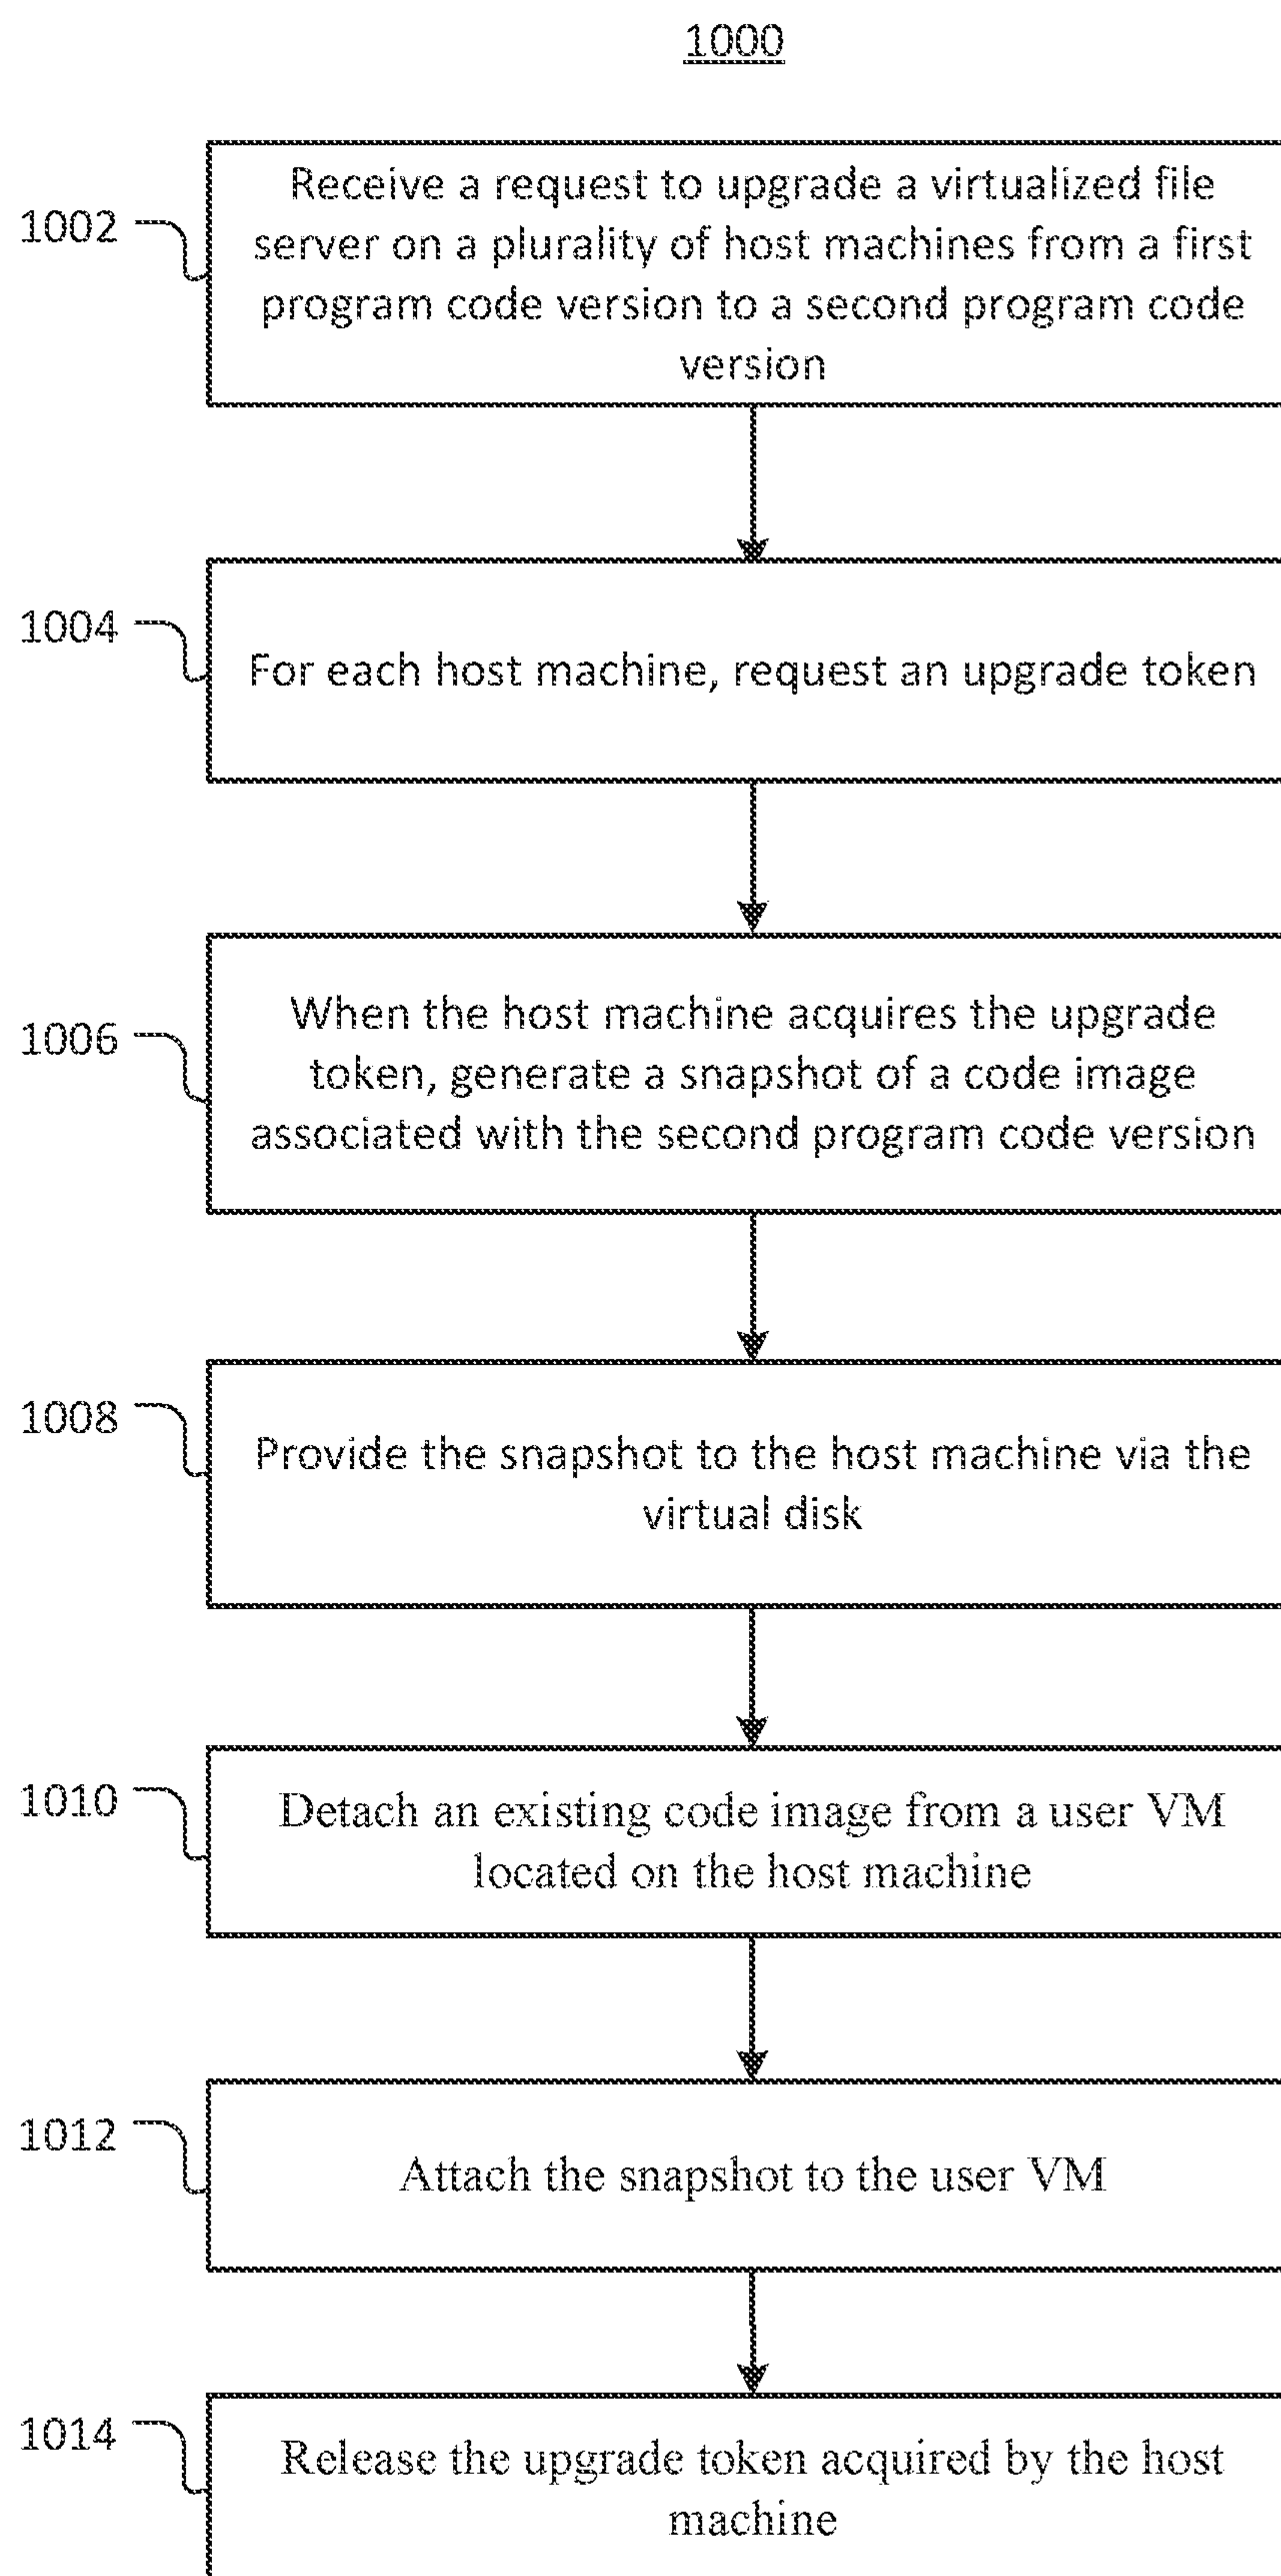 1000
1002
Receive a request to upgrade a virtualized file
server on a plurality of host machines from a first
program code version to a second program code
version
1004
For each host machine, request an upgrade token
1006
When the host machine acquires the upgrade
token, generate a snapshot of a code image
associated with the second program code version
1008
Provide the snapshot to the host machine via the
virtual disk
1010
Detach an existing code image from a user VM
located on the host machine
1012
Attach the snapshot to the user VM
1014
Release the upgrade token acquired by the host
machine